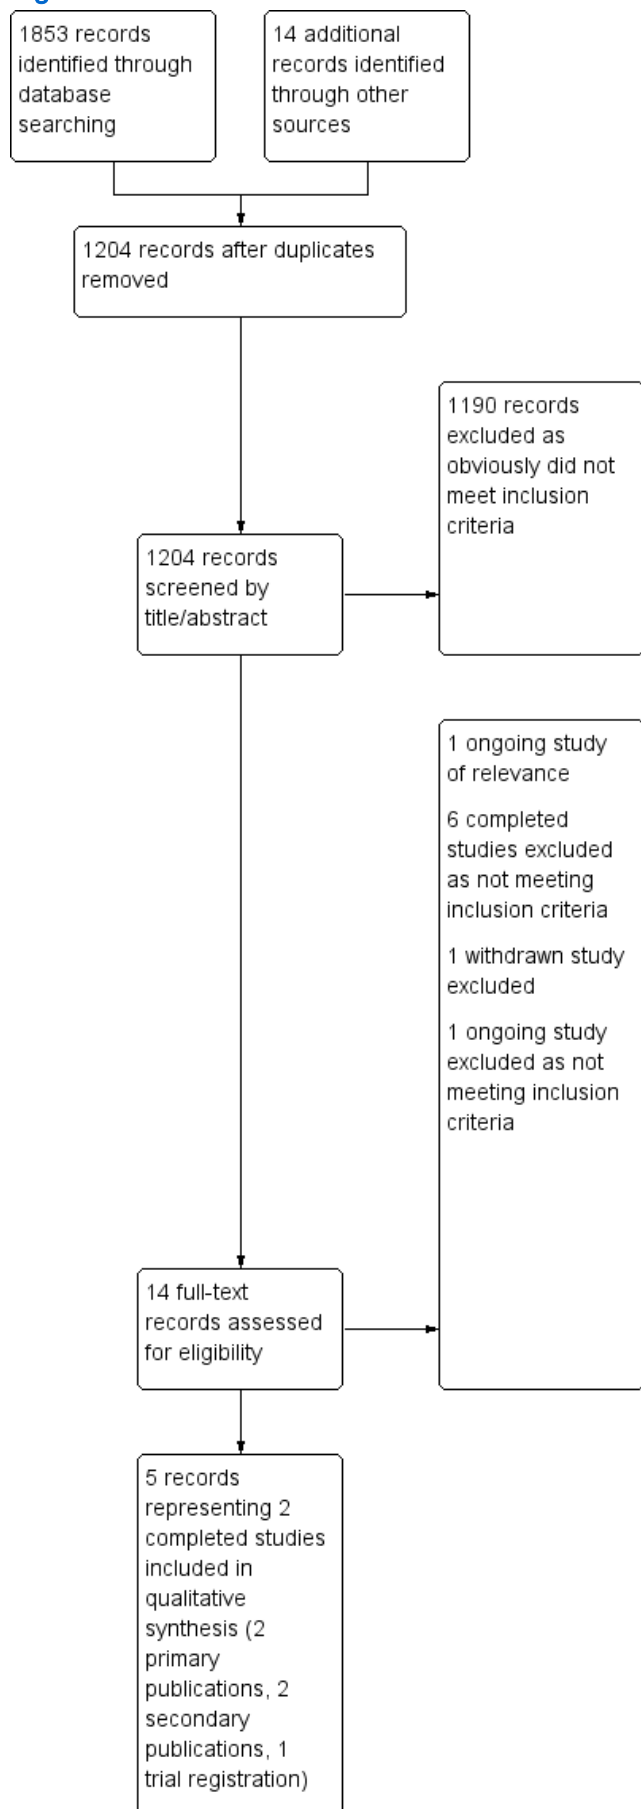 1853 records
identified through
database
searching
14 additional
records identified
through other
sources
1204 records after duplicates
removed
1190 records
excluded as
obviously did not
meet inclusion
criteria
1204 records
screened by
title/abstract
1 ongoing study
of relevance
6 completed
studies excluded
as not meeting
inclusion criteria
1 withdrawn study
excluded
1 ongoing study
excluded as not
meeting inclusion
criteria
14 full-text
records assessed
for eligibility
5 records
representing 2
completed studies
included in
qualitative
synthesis (2
primary
publications, 2
secondary
publications, 1
trial registration)